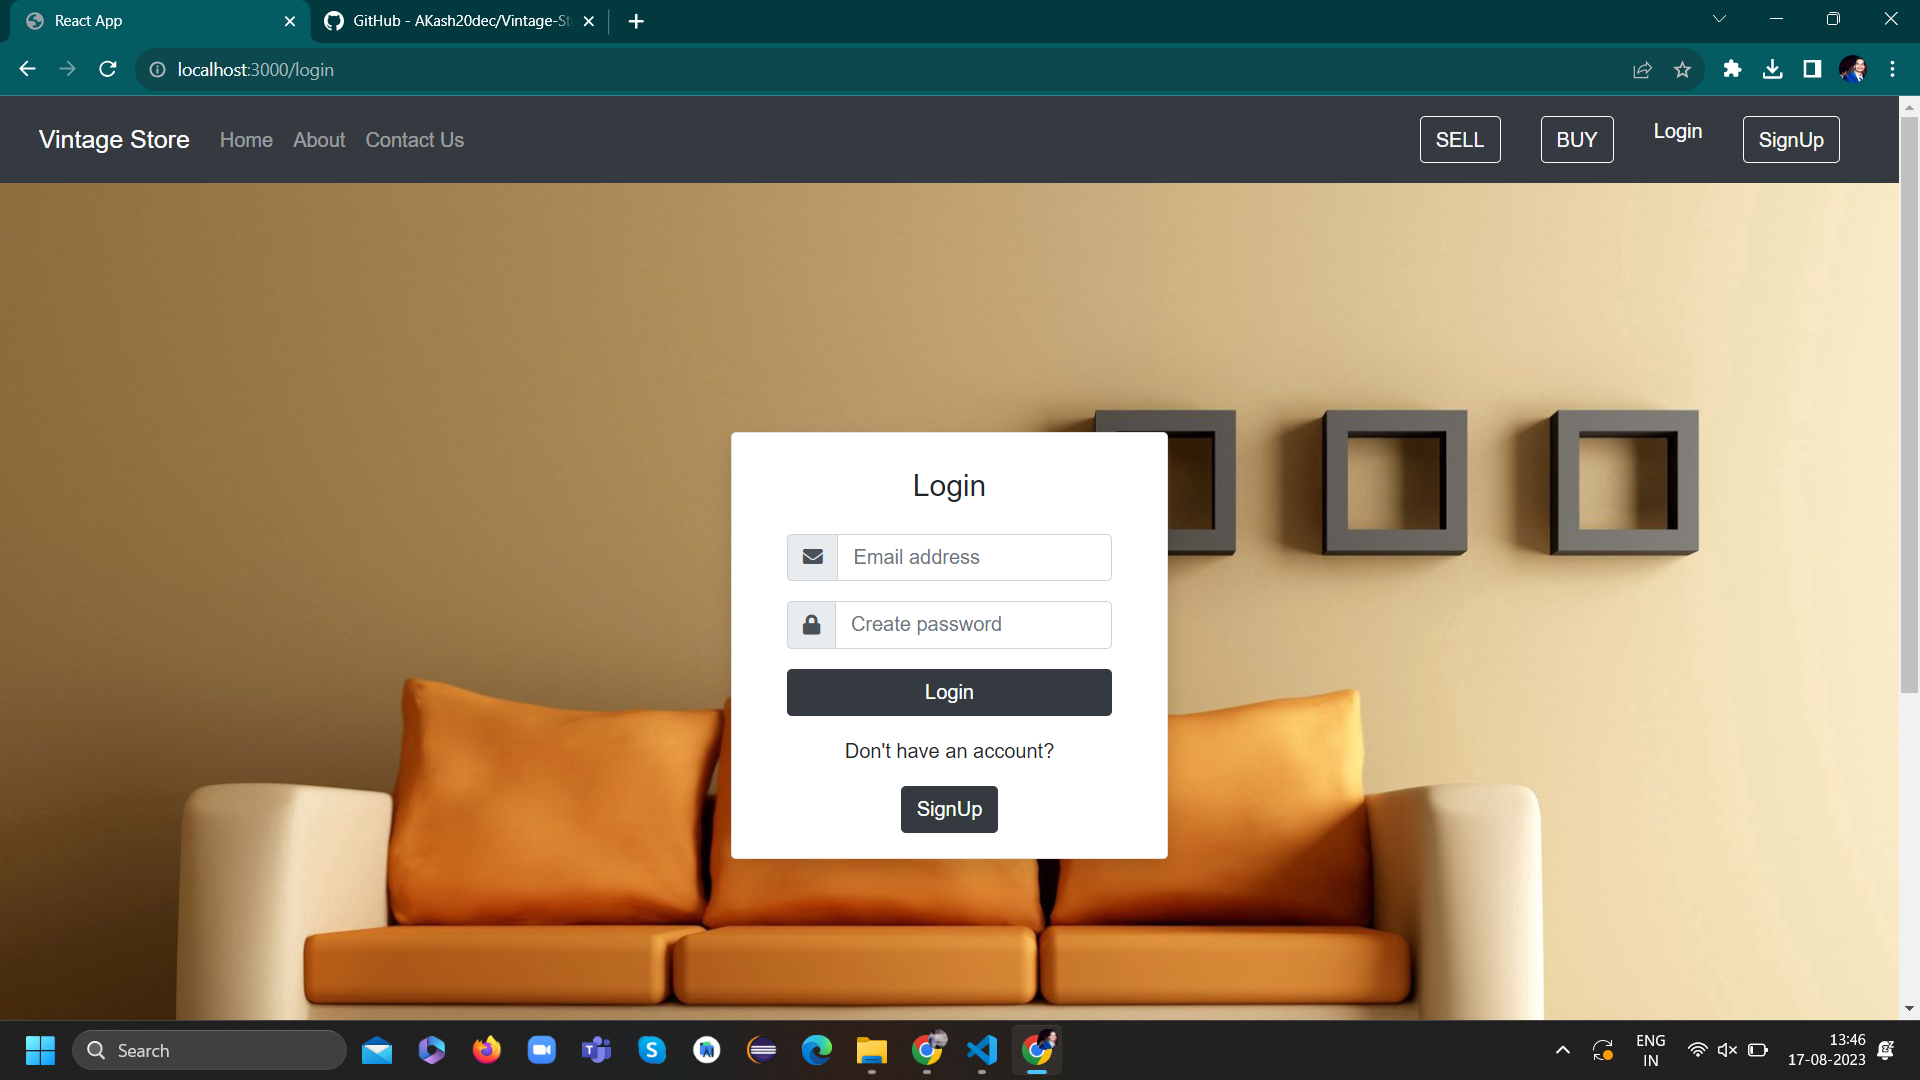 React App
GitHub - AKash20dec/Vintage-St
localhost:3000/login
Vintage Store
Home
About
Contact Us
SELL
BUY
Login
SignUp
Login
Email address
Create password
Login
Don't have an account?
SignUp
Search
ENG
IN
13:46
17-08-2023